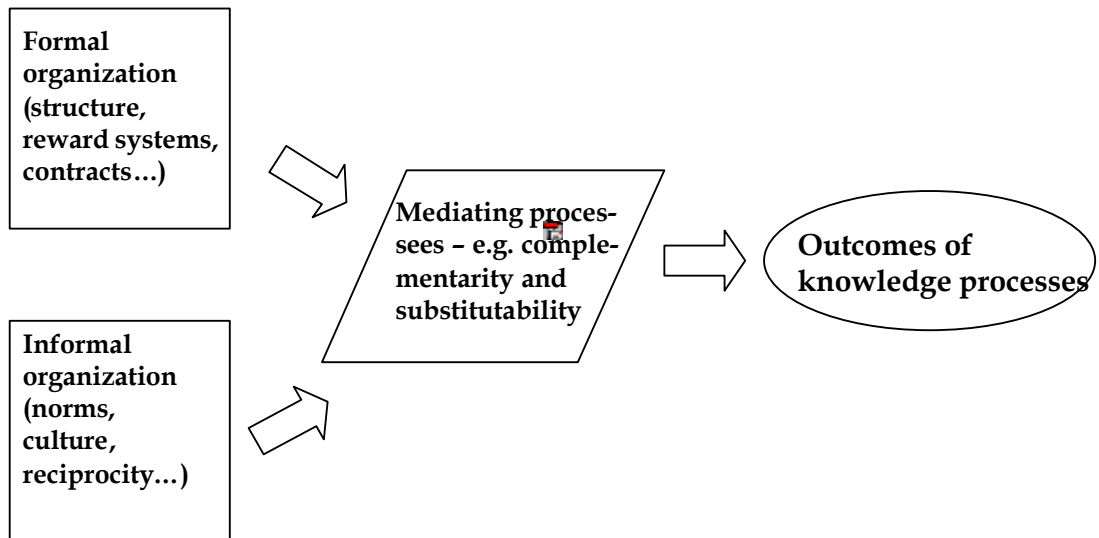 Formal
organization
(structure,
reward systems,
contracts…)
Mediating proces-
sees – e.g. comple-
mentarity and
substitutability
Outcomes of
knowledge processes
Informal
organization
(norms,
culture,
reciprocity…)